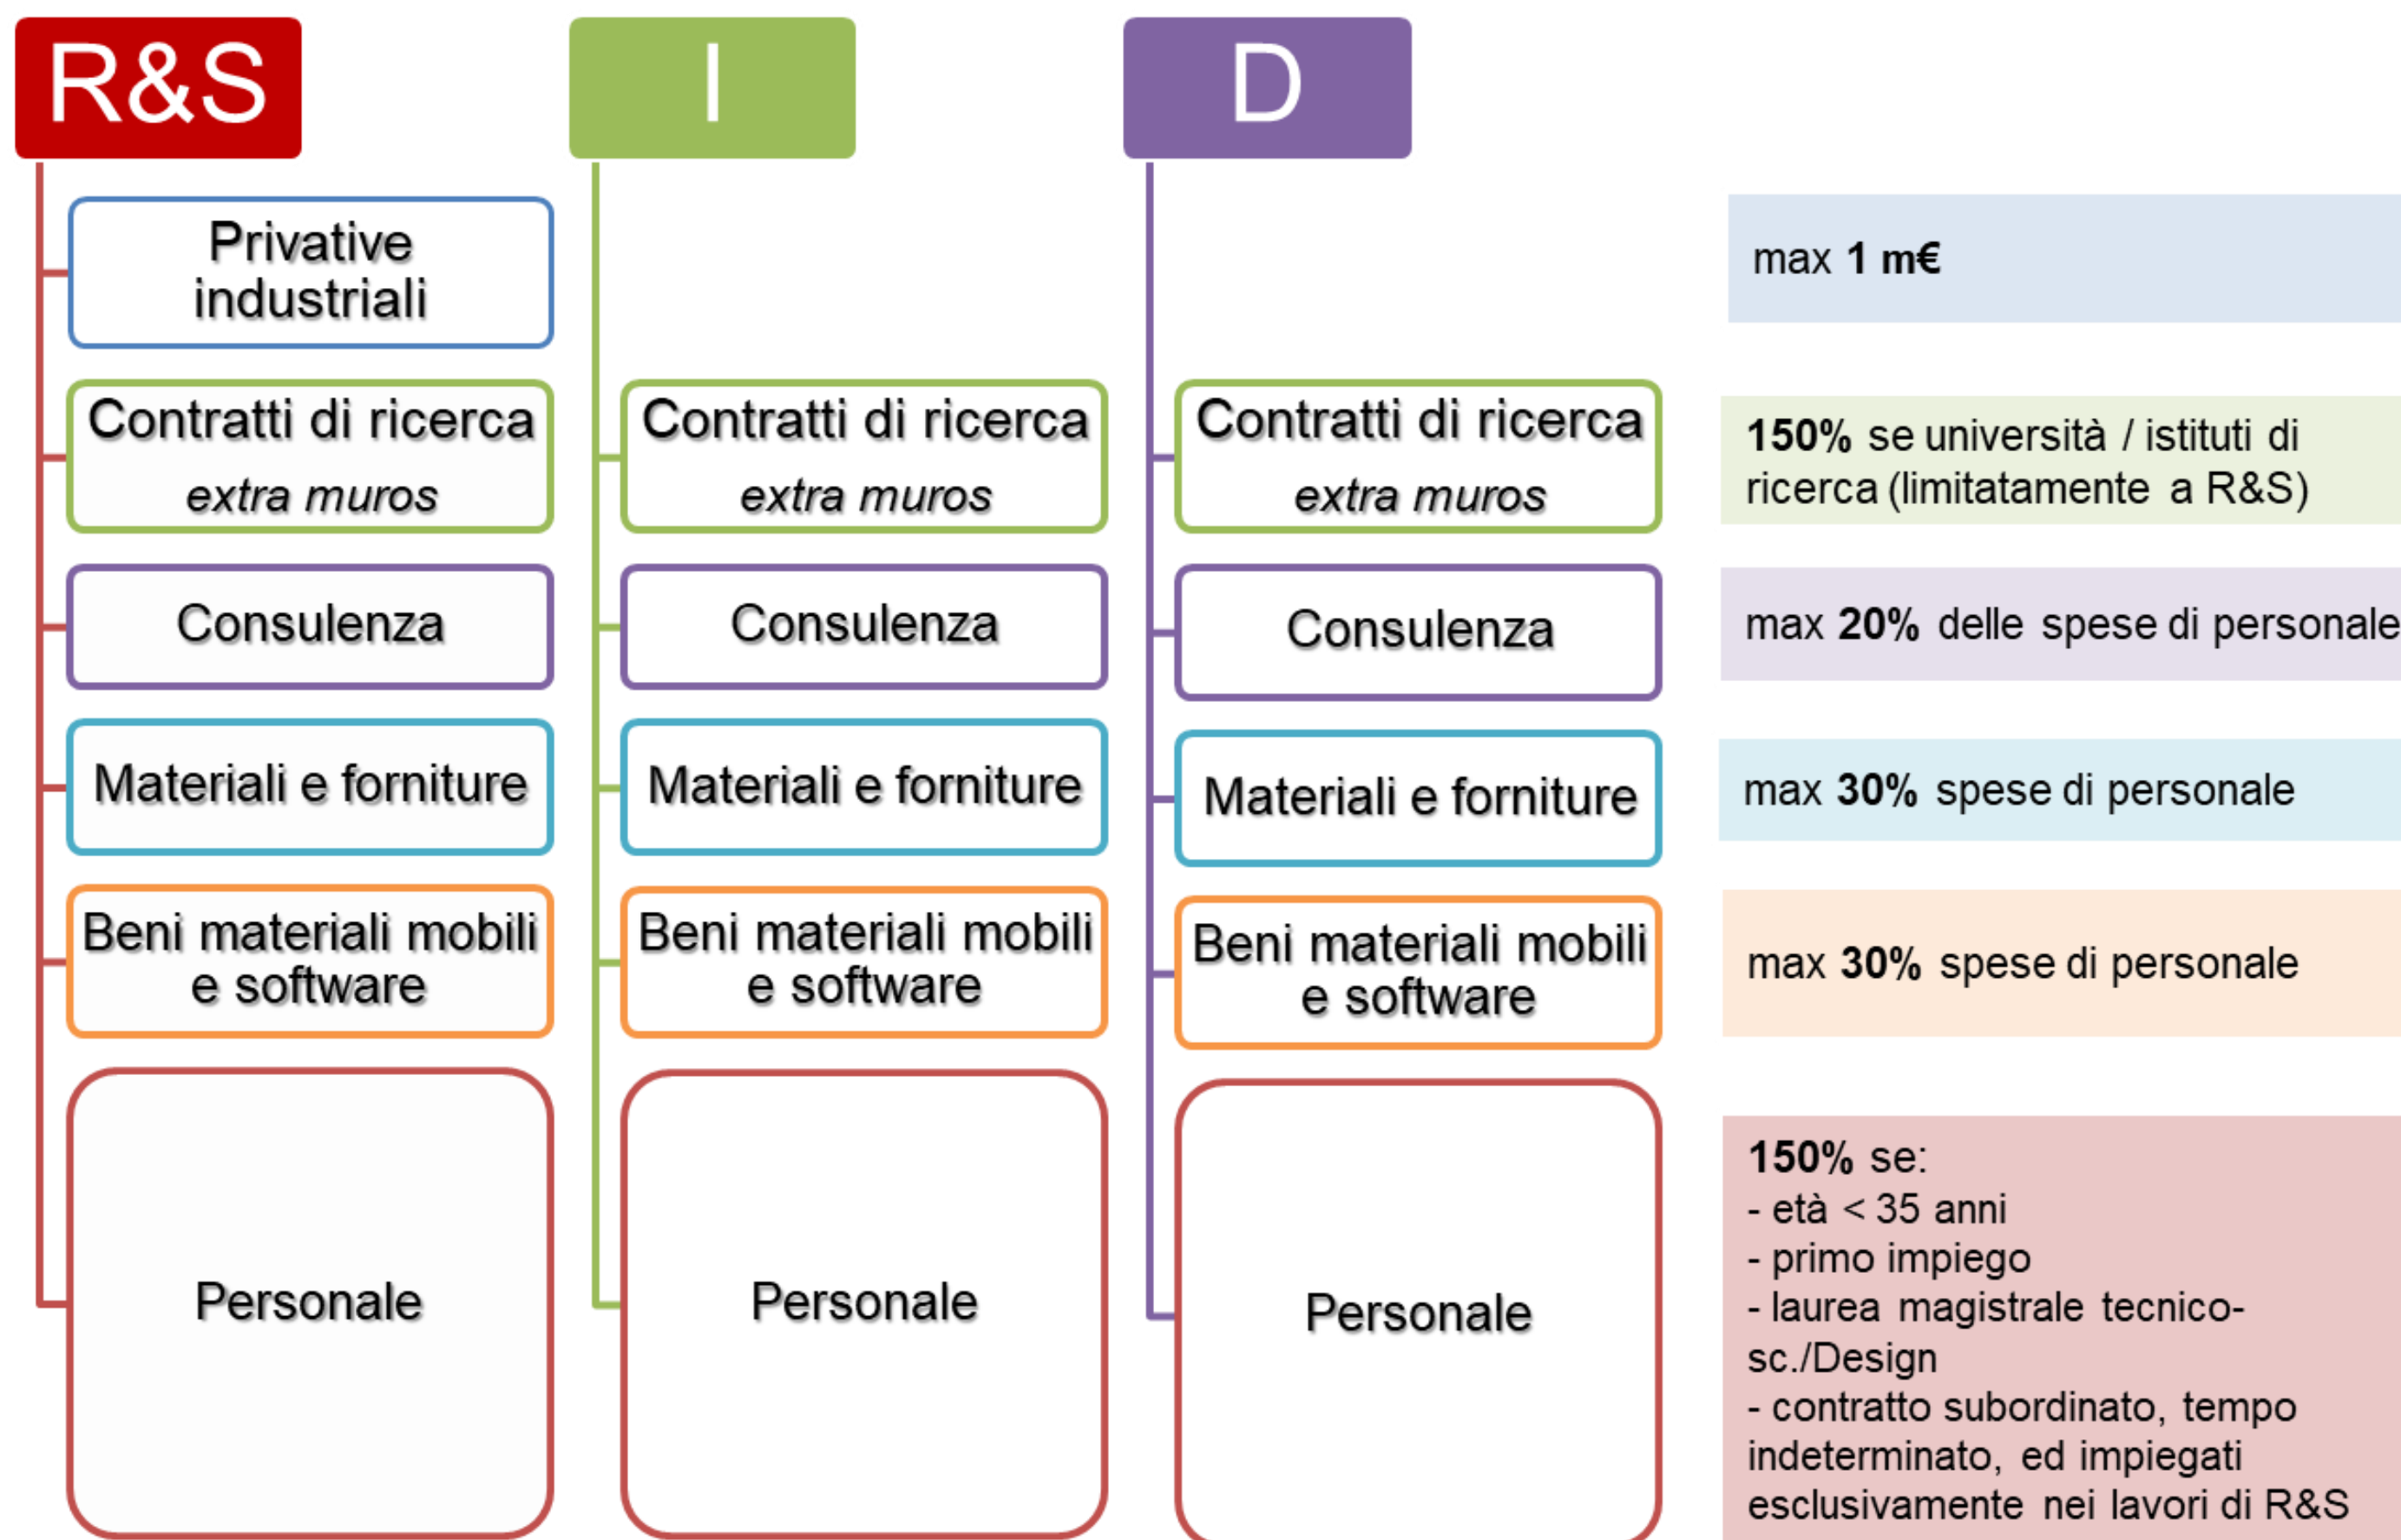 R&S
I
D
Privative
industriali
max 1 m€
Contratti di ricerca
extra muros
Contratti di ricerca
extra muros
Contratti di ricerca
extra muros
150% se università / istituti di
ricerca (limitatamente a R&S)
Consulenza
Consulenza
Consulenza
max 20% delle spese di personale
Materiali e forniture
Materiali e forniture
Materiali e forniture
max 30% spese di personale
Beni materiali mobili
e software
Beni materiali mobili
e software
Beni materiali mobili
e software
max 30% spese di personale
Personale
Personale
Personale
150% se:
- età < 35 anni
- primo impiego
- laurea magistrale tecnico-
sc./Design
- contratto subordinato, tempo
indeterminato, ed impiegati
esclusivamente nei lavori di R&S